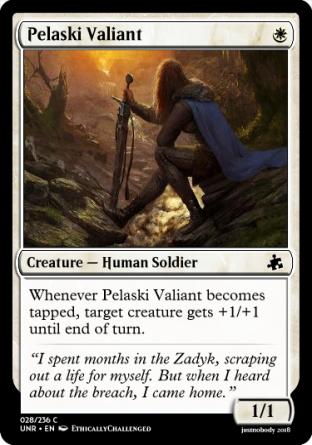 Pelaski Valiant
Creature — Human Soldier
Whenever Pelaski Valiant becomes
tapped, target creature gets +1/+1
until end of turn.
“I spent months in the Zadyk, scraping
out a life for myself. But when I heard
about the breach, I came home.”
1/1
028/236 C
UNR • EN EthicallyChallenged
justnobody 2018